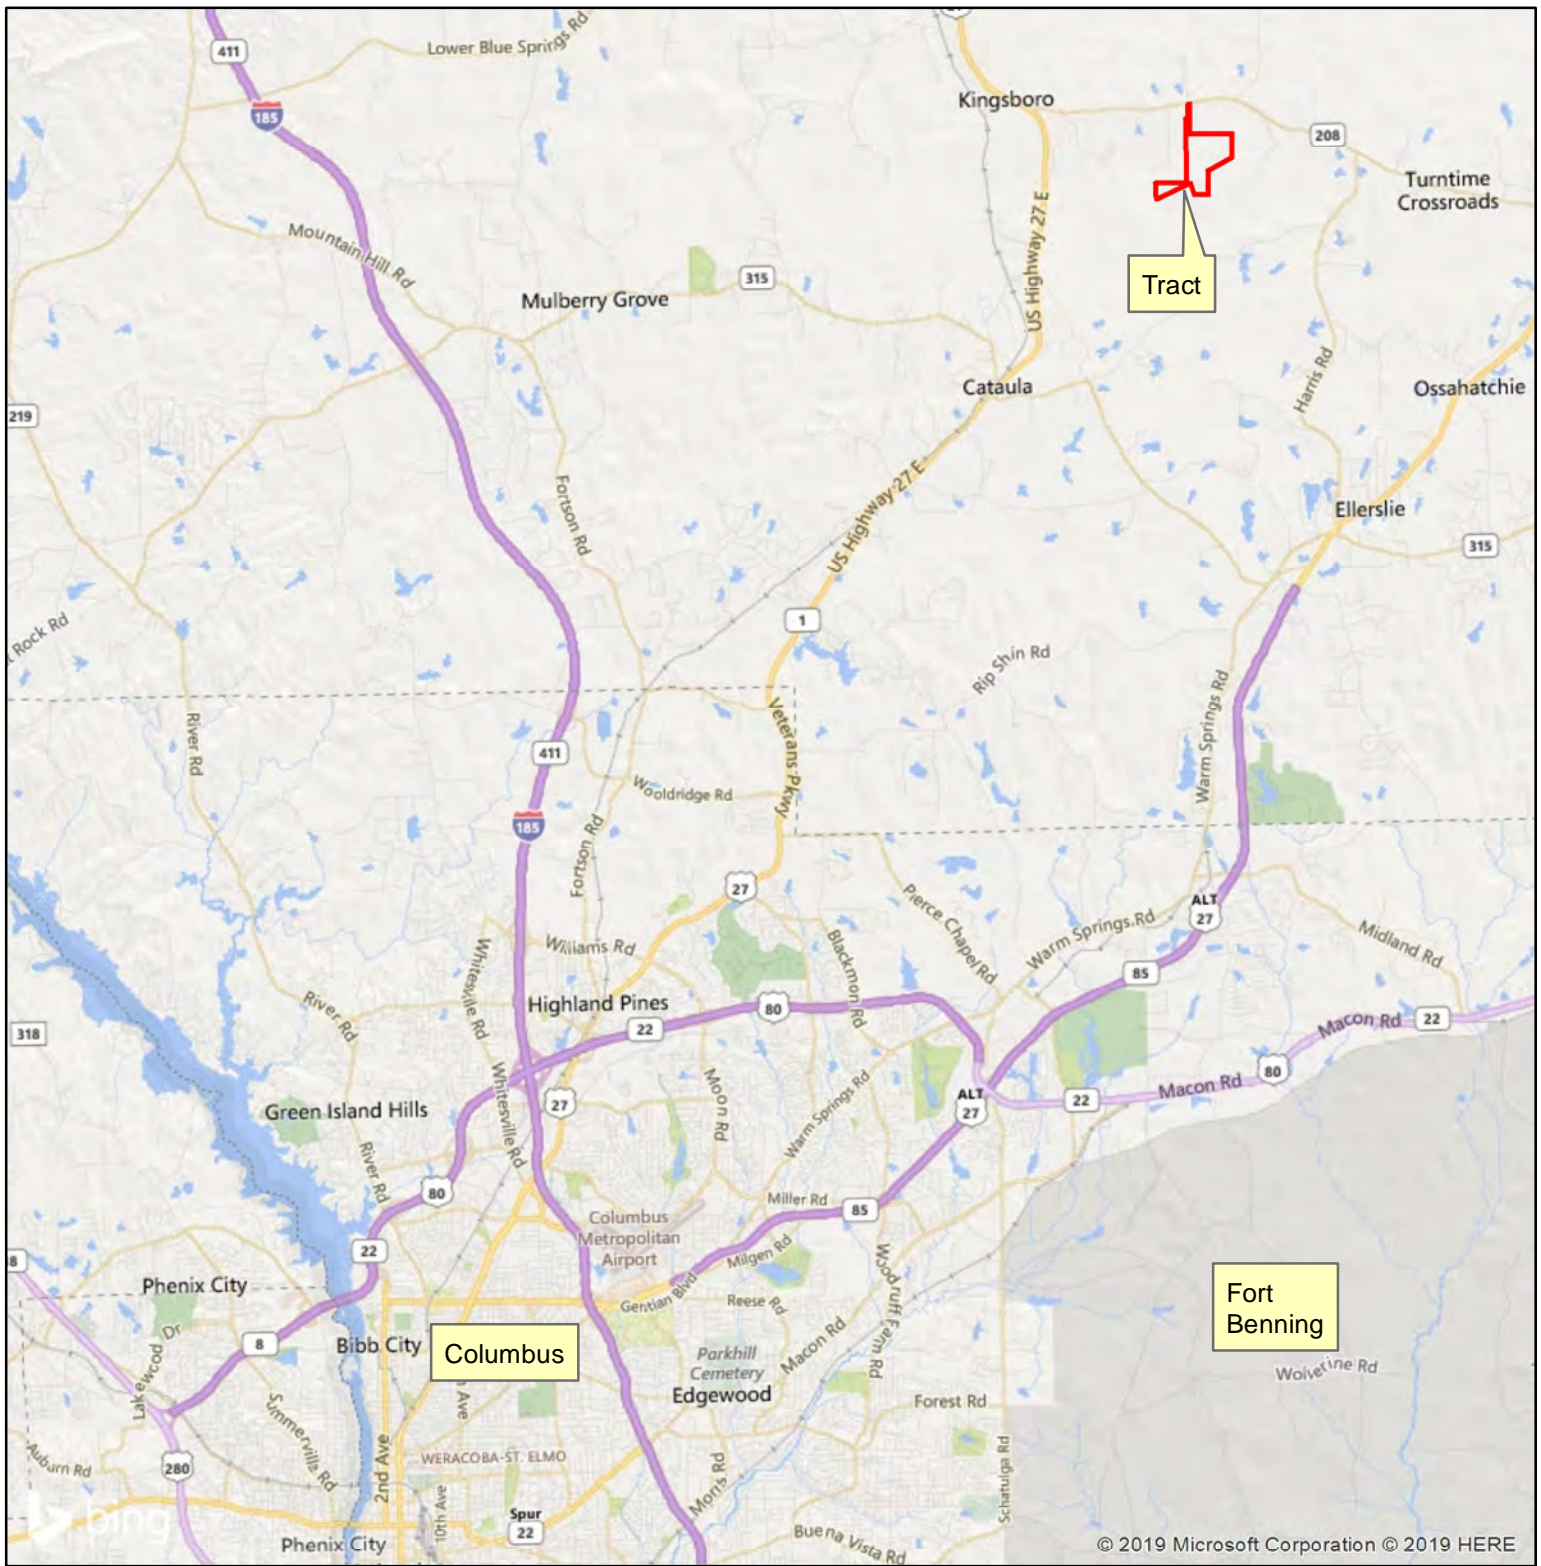 411
Lower Blue Springs Rd
185
Kingsboro
208
Turntime
Crossroads
US Highway 27 E
Mountain Hill Rd
315
Mulberry Grove
Tract
Harris Rd
Cataula
Ossahatchie
219
US Highway 27 E
Fortson Rd
Ellerslie
315
1
Rock Rd
Rip Shin Rd
Warm Springs Rd
River Rd
Veterans Pkwy
411
Wooldridge Rd
185
Fortson Rd
27
Pierce Chapel Rd
ALT
27
Warm Springs Rd
Midland Rd
Williams Rd
Whitesville Rd
Blackmon Rd
85
River Rd
Highland Pines
80
22
318
Macon Rd
22
80
Macon Rd
22
ALT
27
Green Island Hills
27
Whitesville Rd
Moon Rd
Warm Springs Rd
River Rd
80
Miller Rd
85
22
Columbus
Metropolitan
Airport
Milgen Rd
Woodruff Farm Rd
8
Phenix City
Gentian Blvd
Reese Rd
Fort
Benning
Lakewood Dr
8
Bibb City
Columbus
Parkhill
Cemetery
Macon Rd
Edgewood
Wolverine Rd
Forest Rd
Summerville Rd
Ave
WERACOBA-ST. ELMO
Auburn Rd
280
2nd Ave
10th Ave
Morris Rd
Schatulga Rd
Spur
22
bing
Phenix City
Buena Vista Rd
© 2019 Microsoft Corporation © 2019 HERE